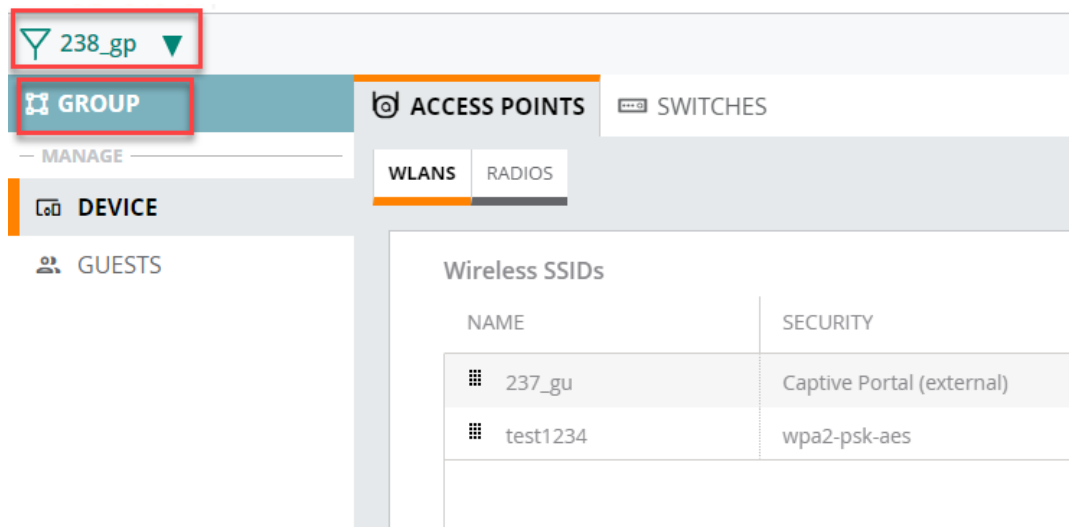 238_gp
GROUP
ACCESS POINTS
SWITCHES
MANAGE
WLANS
RADIOS
DEVICE
GUESTS
Wireless SSIDs
NAME
SECURITY
237_gu
Captive Portal (external)
test1234
wpa2-psk-aes